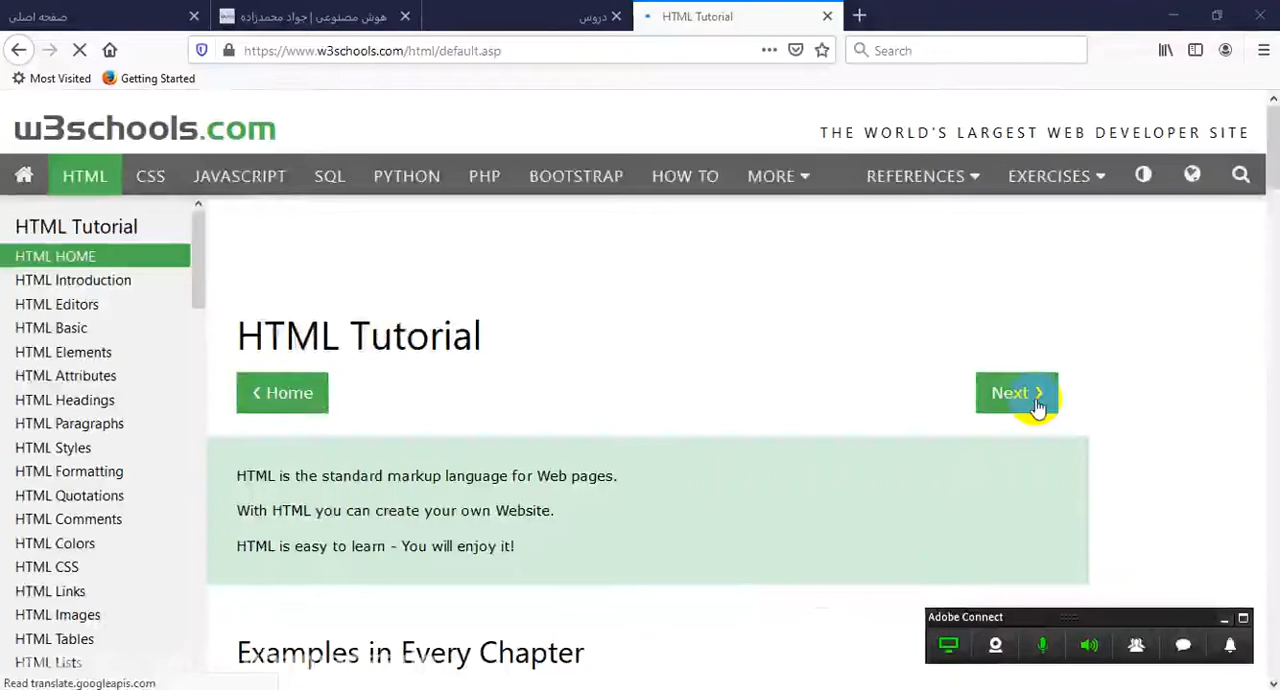 صفحه اصلی
هوش مصنوعی | جواد محمدزاده
دروس
HTML Tutorial
https://www.w3schools.com/html/default.asp
Search
Most Visited
Getting Started
w3schools.com
THE WORLD'S LARGEST WEB DEVELOPER SITE
HTML CSS JAVASCRIPT SQL PYTHON PHP BOOTSTRAP HOW TO MORE REFERENCES EXERCISES
HTML Tutorial
HTML HOME
HTML Introduction
HTML Editors
HTML Basic
HTML Elements
HTML Attributes
HTML Headings
HTML Paragraphs
HTML Styles
HTML Formatting
HTML Quotations
HTML Comments
HTML Colors
HTML CSS
HTML Links
HTML Images
HTML Tables
HTML Lists
HTML Tutorial
❮ Home
Next ❯
HTML is the standard markup language for Web pages.
With HTML you can create your own Website.
HTML is easy to learn - You will enjoy it!
Examples in Every Chapter
Adobe Connect
Read translate.googleapis.com